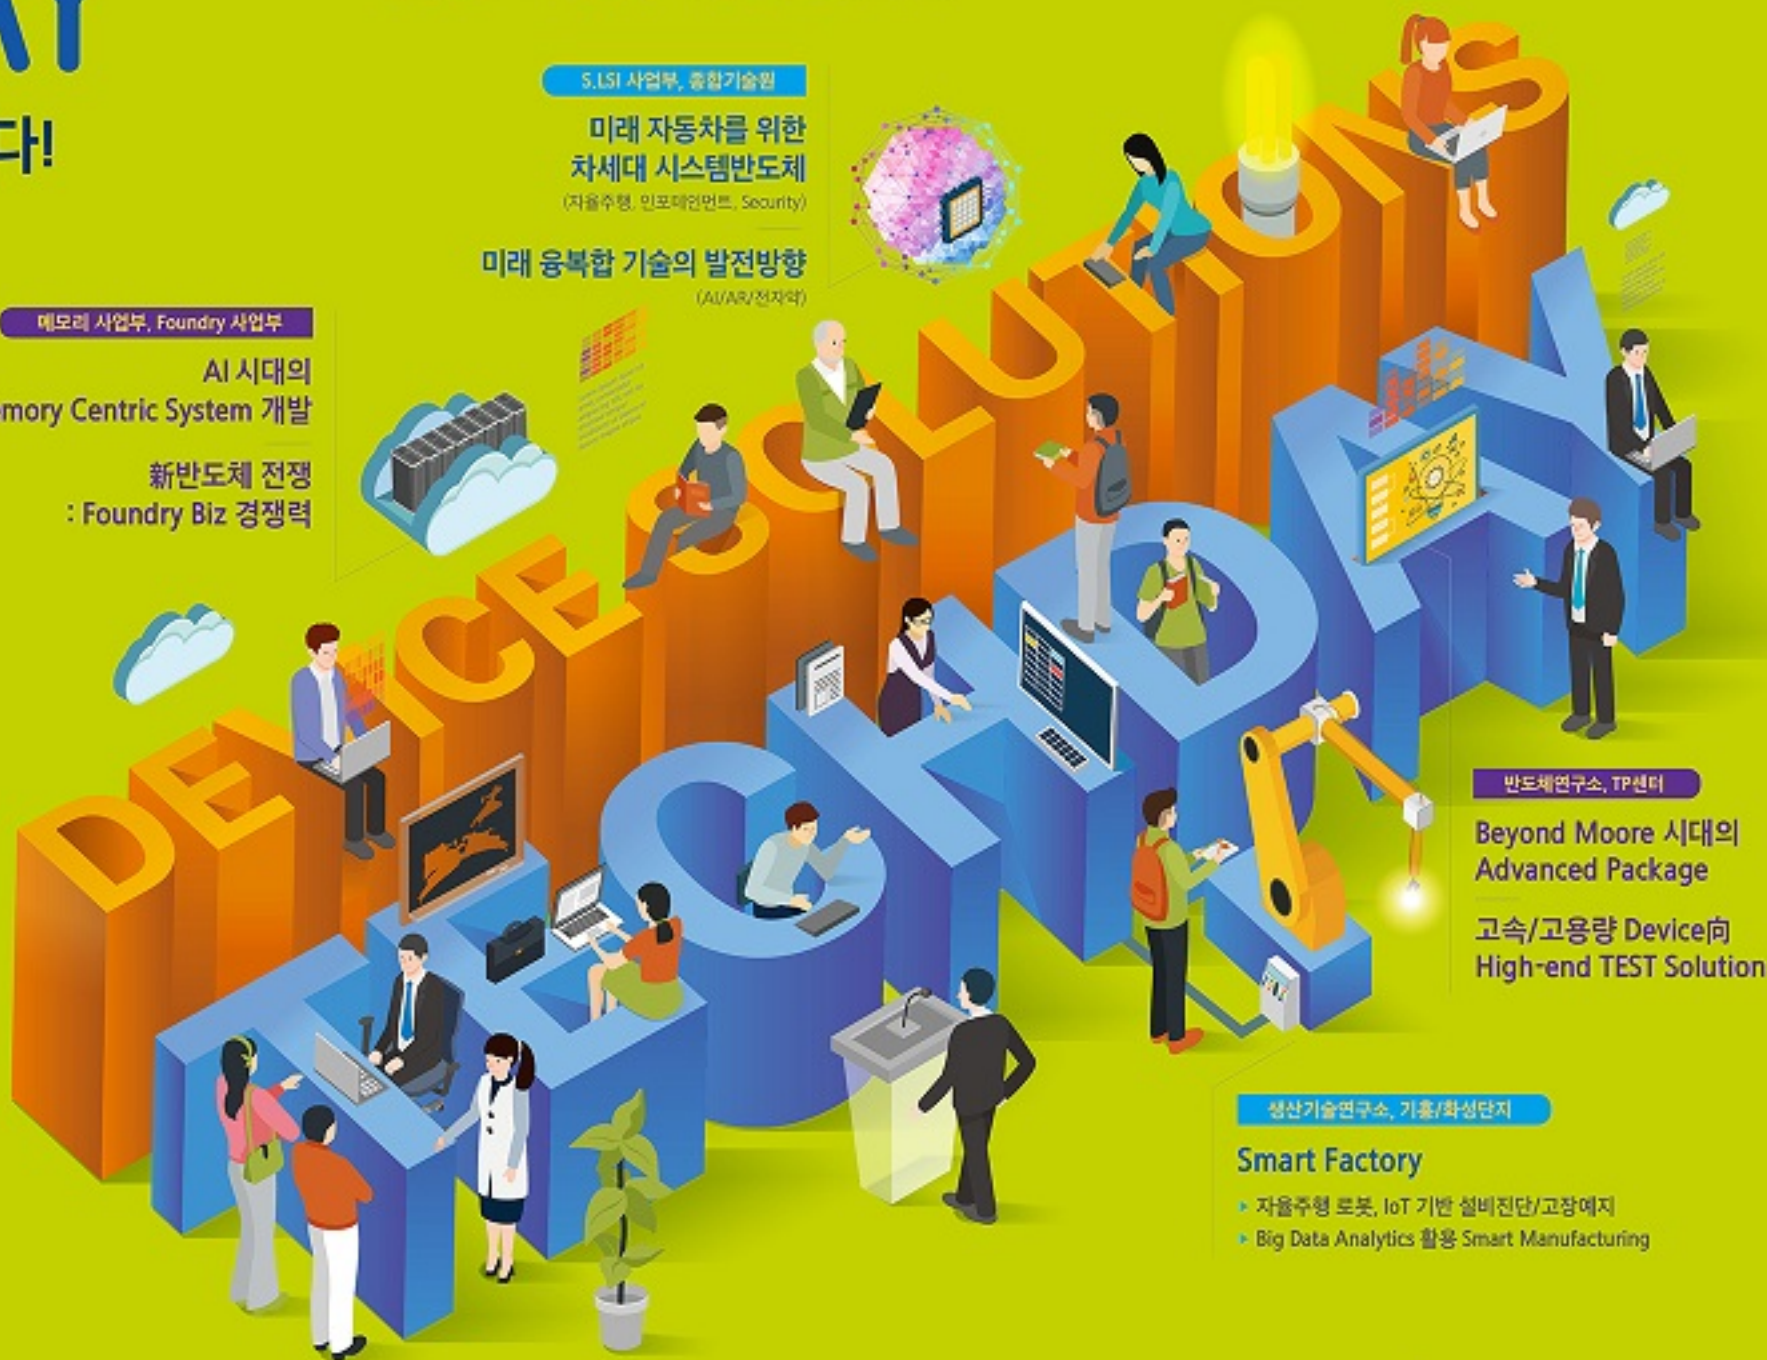 AY
다!
S.LSI 사업부, 종합기술원
미래 자동차를 위한
차세대 시스템반도체
(자율주행, 인포테인먼트, Security)
미래 융복합 기술의 발전방향
(AI/AR/전자약)
메모리 사업부, Foundry 사업부
AI 시대의
mory Centric System 개발
新반도체 전쟁
: Foundry Biz 경쟁력
DEVICE SOLUTIONS
TECH DAY
반도체연구소, TP센터
Beyond Moore 시대의
Advanced Package
고속/고용량 Device向
High-end TEST Solution
생산기술연구소, 기흥/화성단지
Smart Factory
▸ 자율주행 로봇, IoT 기반 설비진단/고장예지
▸ Big Data Analytics 활용 Smart Manufacturing